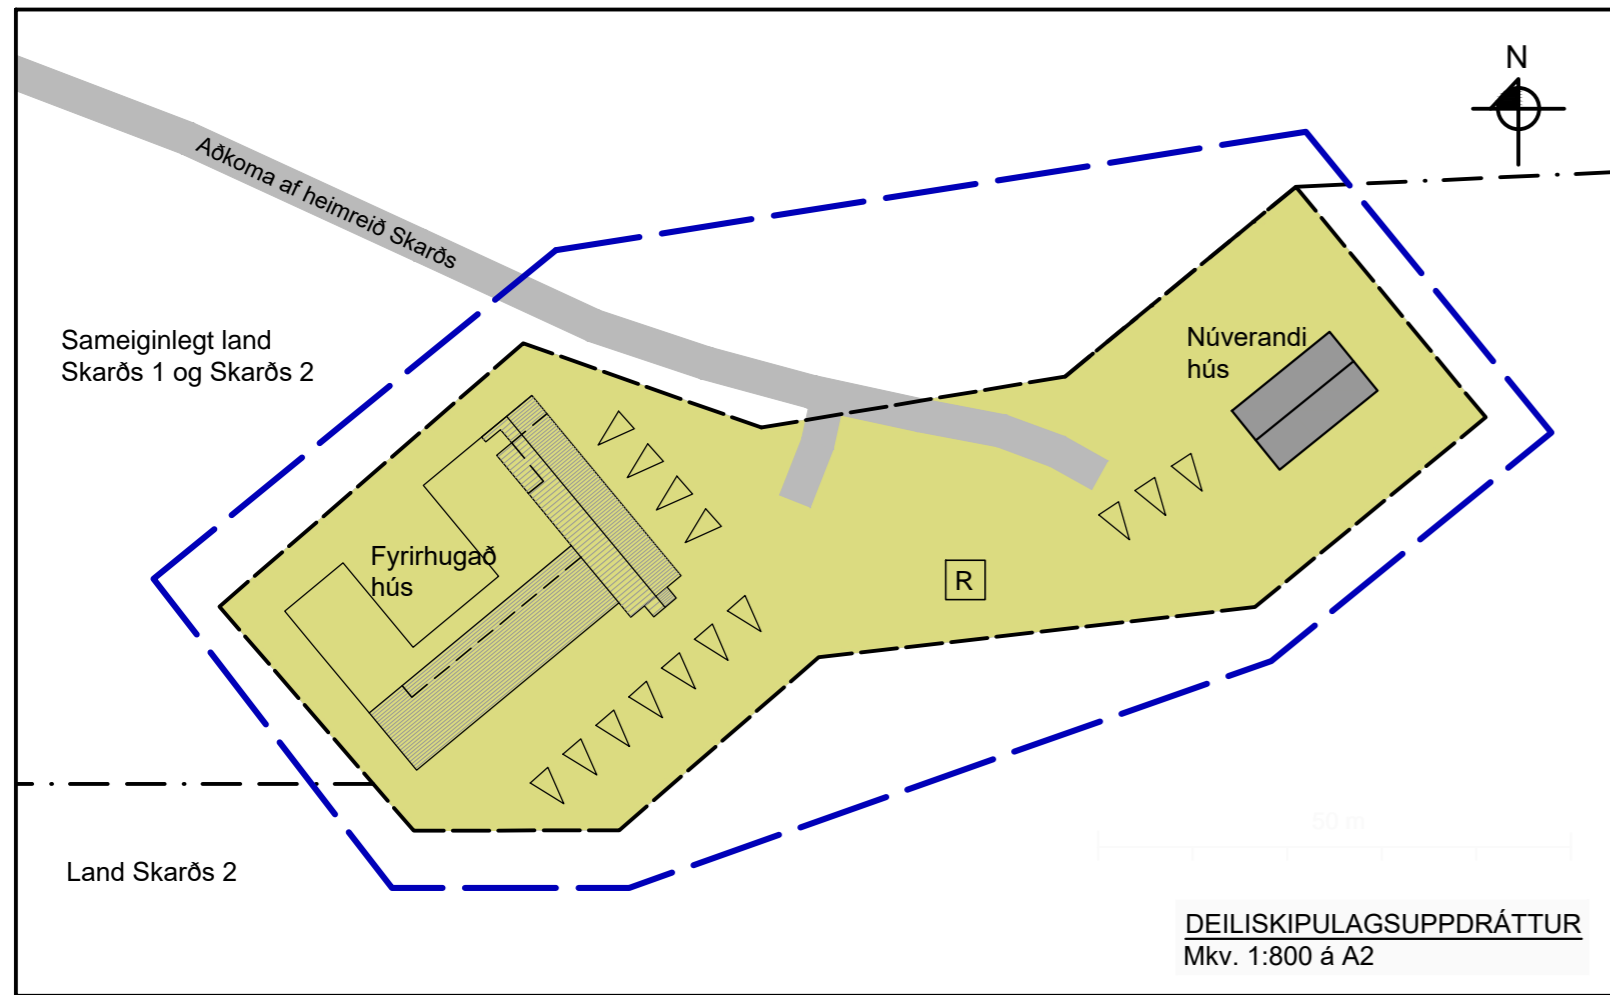 N
Aðkoma af heimreið Skarðs
Sameiginlegt land
Skarðs 1 og Skarðs 2
Núverandi
hús
Fyrirhugað
hús
R
50 m
Land Skarðs 2
DEILISKIPULAGSUPPDRÁTTUR
Mkv. 1:800 á A2